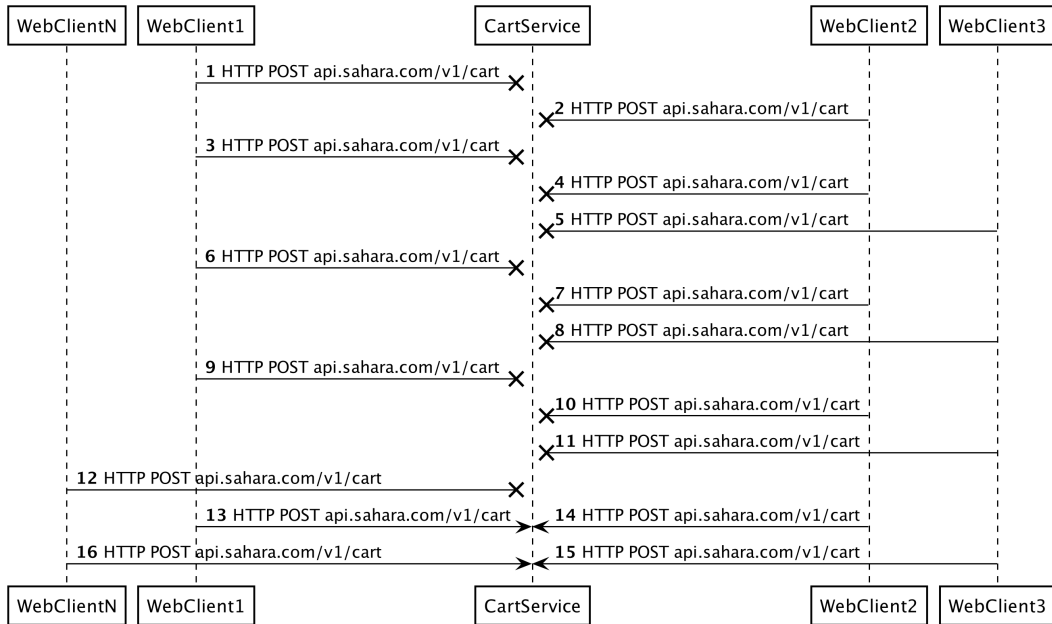 WebClientN WebClient1 CartService WebClient2 WebClient3
1 HTTP POST api.sahara.com/v1/cart
2 HTTP POST api.sahara.com/v1/cart
3 HTTP POST api.sahara.com/v1/cart
4 HTTP POST api.sahara.com/v1/cart
5 HTTP POST api.sahara.com/v1/cart
6 HTTP POST api.sahara.com/v1/cart
7 HTTP POST api.sahara.com/v1/cart
8 HTTP POST api.sahara.com/v1/cart
9 HTTP POST api.sahara.com/v1/cart
10 HTTP POST api.sahara.com/v1/cart
11 HTTP POST api.sahara.com/v1/cart
12 HTTP POST api.sahara.com/v1/cart
13 HTTP POST api.sahara.com/v1/cart 14 HTTP POST api.sahara.com/v1/cart
16 HTTP POST api.sahara.com/v1/cart 15 HTTP POST api.sahara.com/v1/cart
WebClientN WebClient1 CartService WebClient2 WebClient3